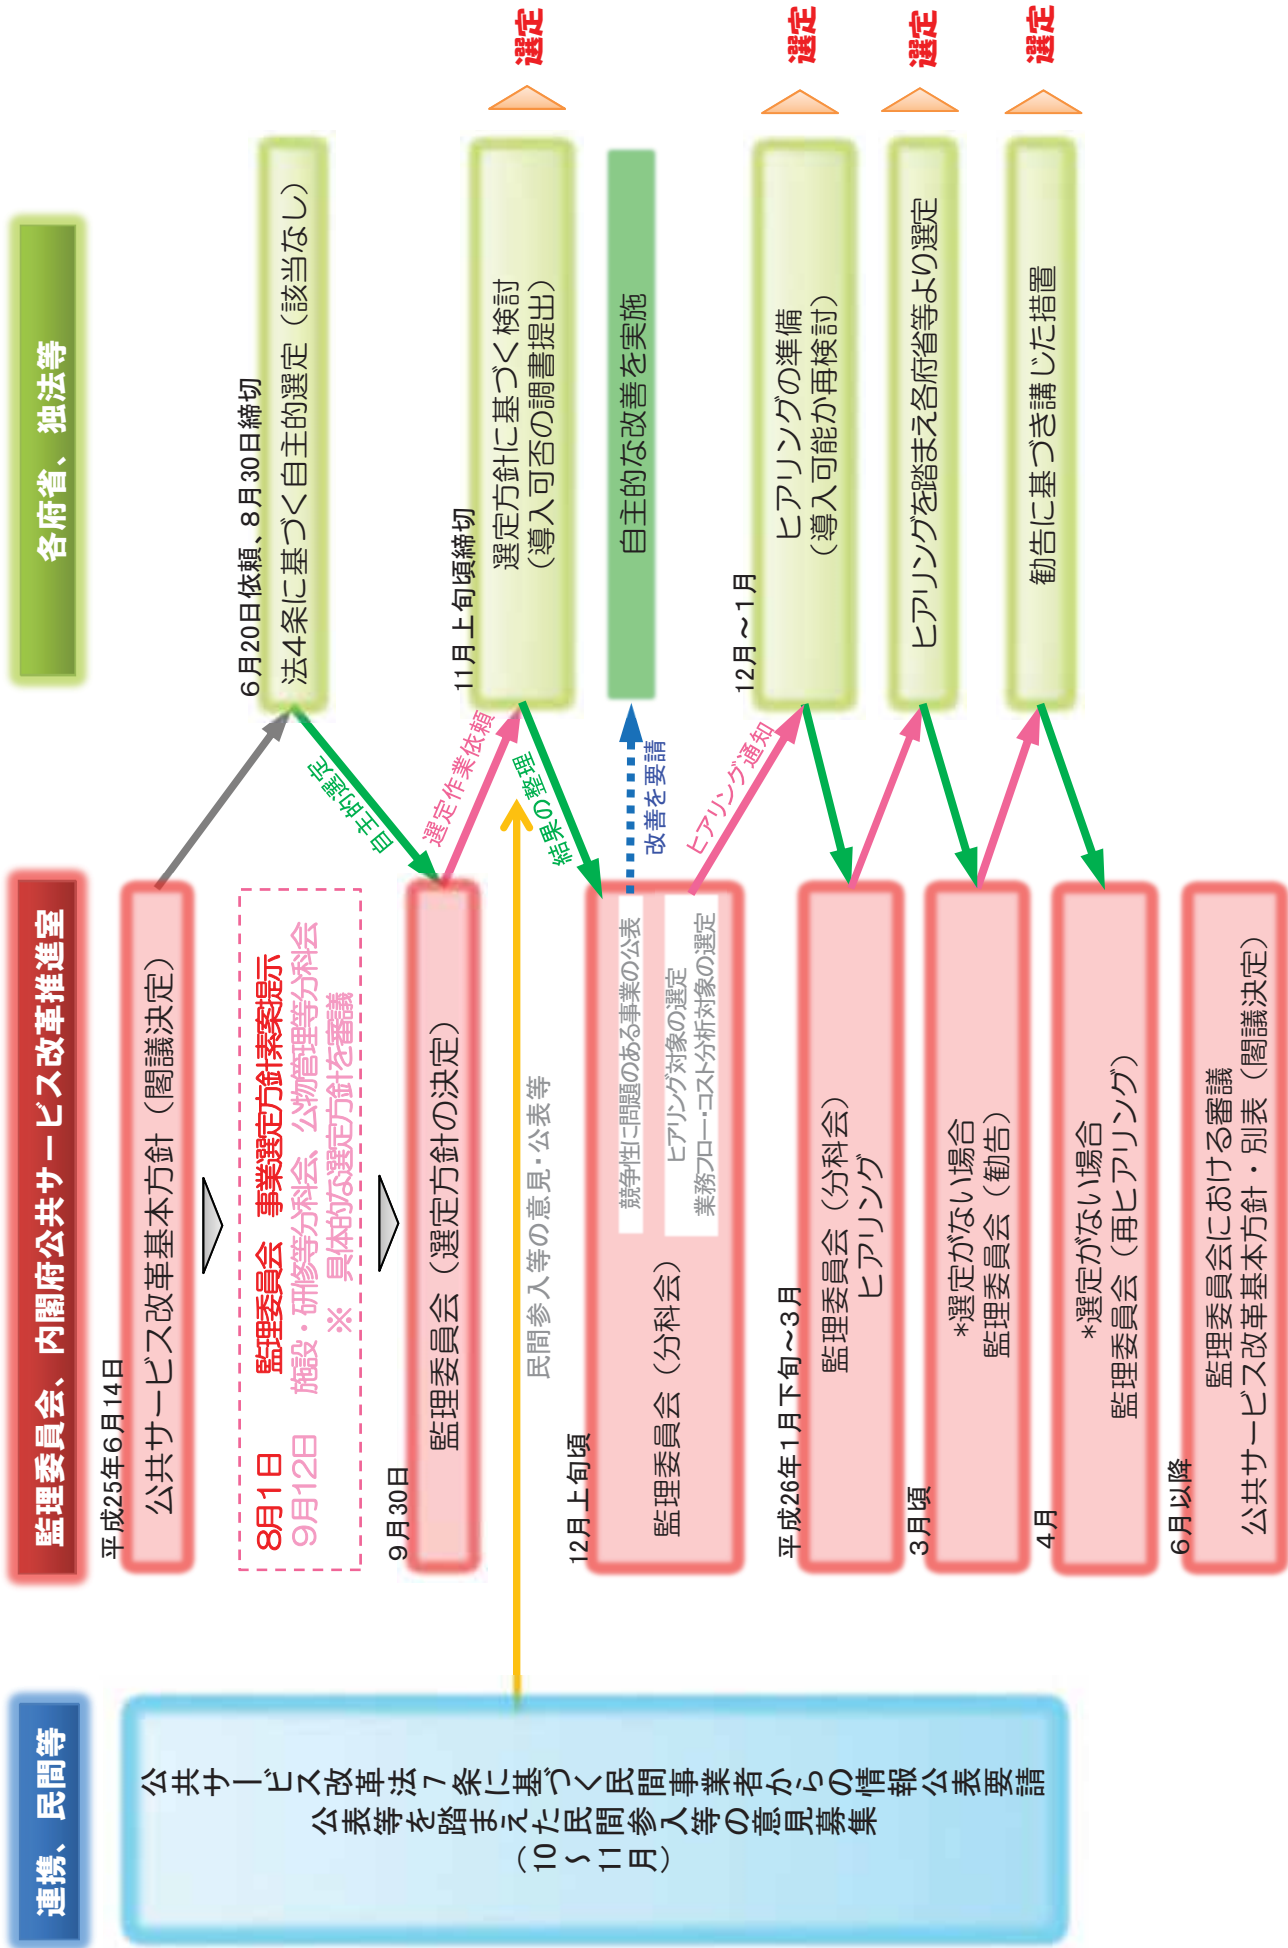 連携、民間等
監理委員会、内閣府公共サービス改革推進室
各府省、独法等
公共サービス改革法７条に基づく民間事業者からの情報公表要請
公表等を踏まえた民間参入等の意見募集
（10～11月）
平成25年６月14日
公共サービス改革基本方針（閣議決定）
６月20日依頼、８月30日締切
法４条に基づく自主的選定（該当なし）
自主的選定
８月１日　監理委員会　事業選定方針素案提示
９月12日　施設・研修等分科会、公物管理等分科会
※　具体的な選定方針を審議
９月30日
監理委員会（選定方針の決定）
選定作業依頼
11月上旬頃締切
選定方針に基づく検討
（導入可否の調書提出）
選定
民間参入等の意見・公表等
結果の整理
12月上旬頃
監理委員会（分科会）
競争性に問題のある事業の公表
ヒアリング対象の選定
業務フロー・コスト分析対象の選定
改善を要請
自主的な改善を実施
ヒアリング通知
12月～１月
ヒアリングの準備
（導入可能か再検討）
選定
平成26年１月下旬～３月
監理委員会（分科会）
ヒアリング
ヒアリングを踏まえ各府省等より選定
選定
３月頃
*選定がない場合
監理委員会（勧告）
勧告に基づき講じた措置
選定
４月
*選定がない場合
監理委員会（再ヒアリング）
６月以降
監理委員会における審議
公共サービス改革基本方針・別表（閣議決定）